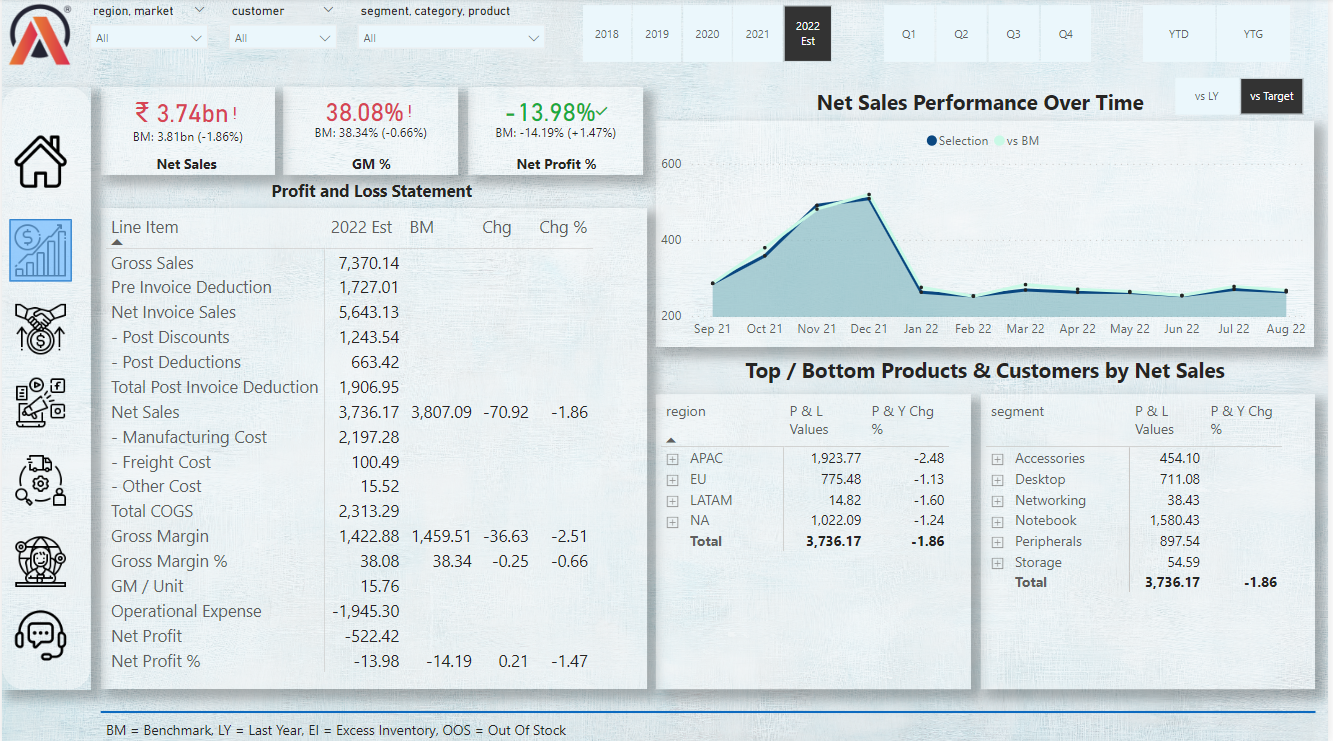 region, market customer segment, category, product
All All All
2018 2019 2020 2021 2022 Est
Q1 Q2 Q3 Q4
YTD YTG
vs LY vs Target
₹ 3.74bn !
BM: 3.81bn (-1.86%)
Net Sales
38.08% !
BM: 38.34% (-0.66%)
GM %
-13.98%✓
BM: -14.19% (+1.47%)
Net Profit %
Profit and Loss Statement
Line Item 2022 Est BM Chg Chg %
Gross Sales 7,370.14
Pre Invoice Deduction 1,727.01
Net Invoice Sales 5,643.13
- Post Discounts 1,243.54
- Post Deductions 663.42
Total Post Invoice Deduction 1,906.95
Net Sales 3,736.17 3,807.09 -70.92 -1.86
- Manufacturing Cost 2,197.28
- Freight Cost 100.49
- Other Cost 15.52
Total COGS 2,313.29
Gross Margin 1,422.88 1,459.51 -36.63 -2.51
Gross Margin % 38.08 38.34 -0.25 -0.66
GM / Unit 15.76
Operational Expense -1,945.30
Net Profit -522.42
Net Profit % -13.98 -14.19 0.21 -1.47
Net Sales Performance Over Time
Selection vs BM
600
400
200
Sep 21 Oct 21 Nov 21 Dec 21 Jan 22 Feb 22 Mar 22 Apr 22 May 22 Jun 22 Jul 22 Aug 22
Top / Bottom Products & Customers by Net Sales
region P & L Values P & Y Chg %
APAC 1,923.77 -2.48
EU 775.48 -1.13
LATAM 14.82 -1.60
NA 1,022.09 -1.24
Total 3,736.17 -1.86
segment P & L Values P & Y Chg %
Accessories 454.10
Desktop 711.08
Networking 38.43
Notebook 1,580.43
Peripherals 897.54
Storage 54.59
Total 3,736.17 -1.86
BM = Benchmark, LY = Last Year, EI = Excess Inventory, OOS = Out Of Stock